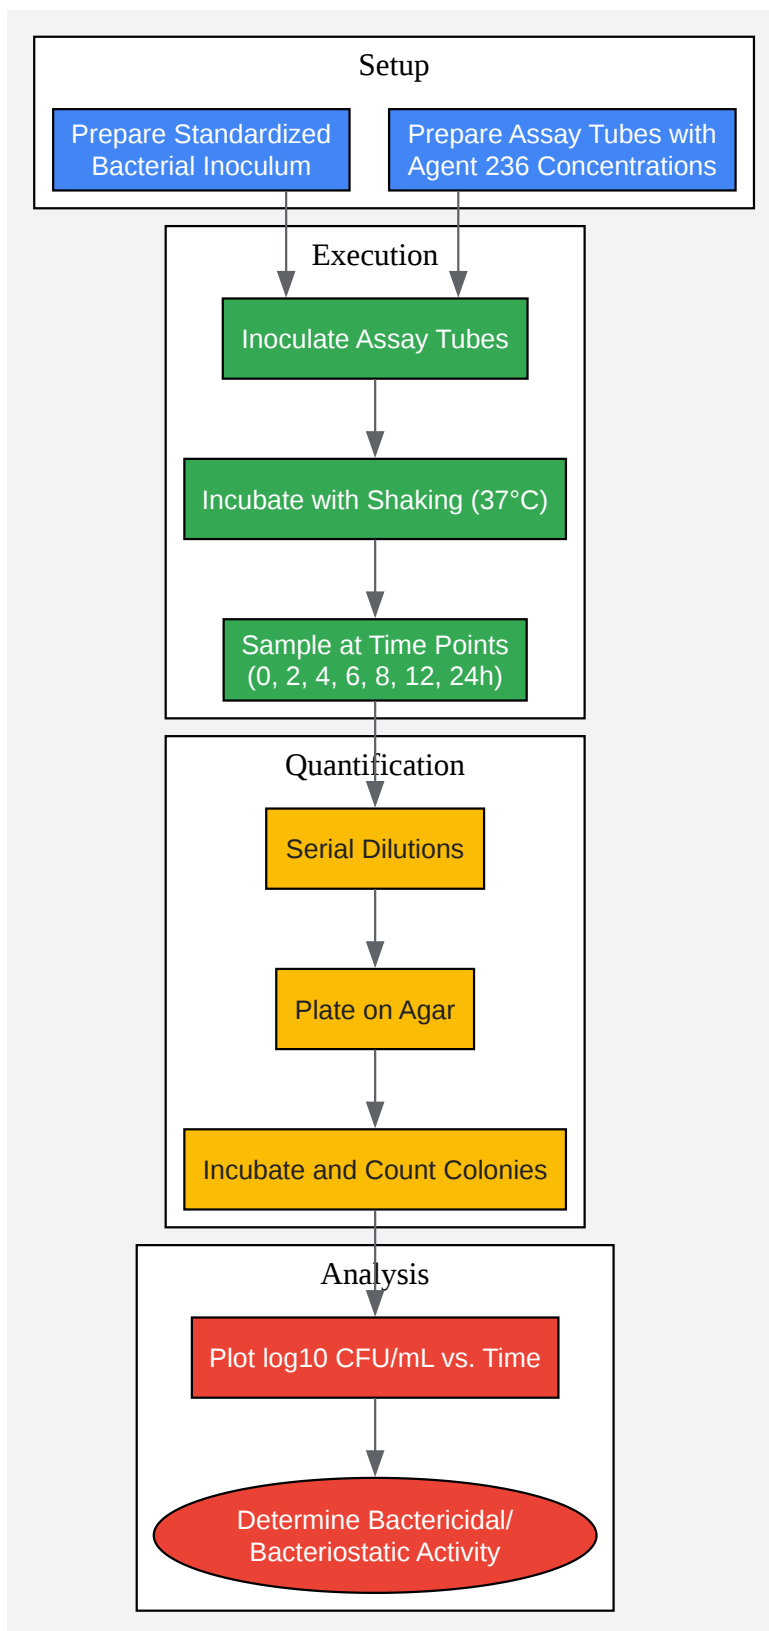 Setup
Prepare Standardized
Bacterial Inoculum
Prepare Assay Tubes with
Agent 236 Concentrations
Execution
Inoculate Assay Tubes
Incubate with Shaking (37°C)
Sample at Time Points
(0, 2, 4, 6, 8, 12, 24h)
Quantification
Serial Dilutions
Plate on Agar
Incubate and Count Colonies
Analysis
Plot log10 CFU/mL vs. Time
Determine Bactericidal/
Bacteriostatic Activity